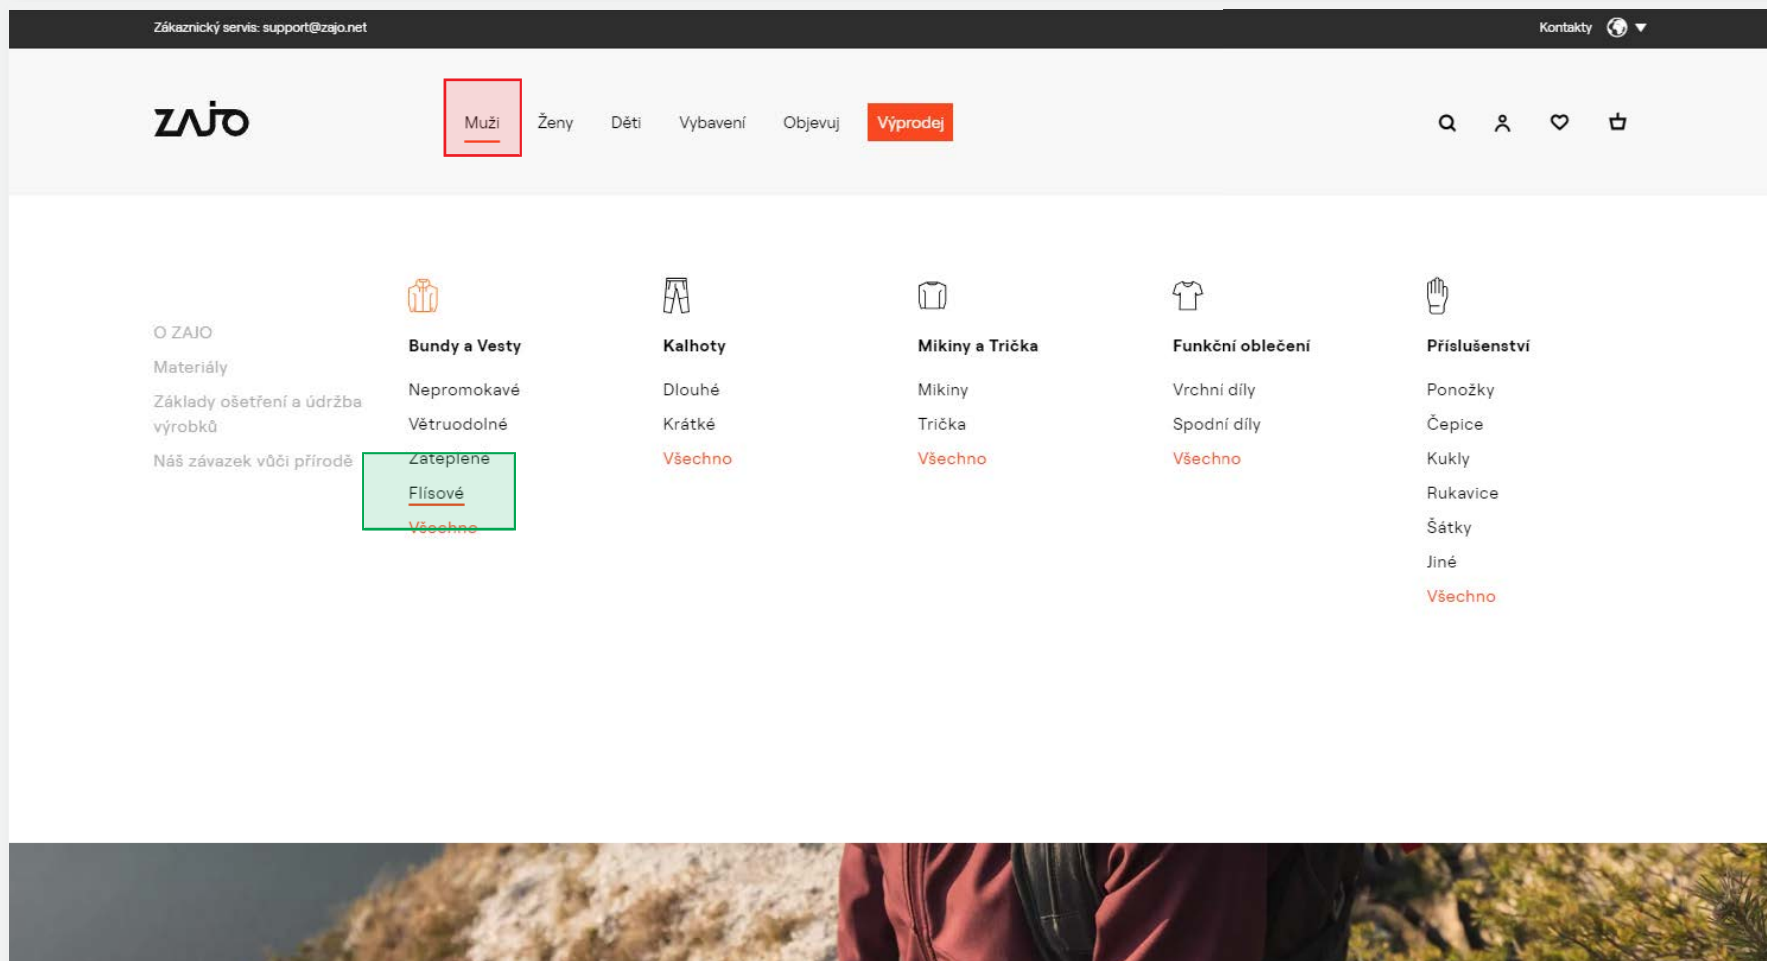 Zákaznický servis: support@zajo.net
Kontakty
ZAJO
Muži
Ženy
Děti
Vybavení
Objevuj
Výprodej
O ZAJO
Materiály
Základy ošetření a údržba
výrobků
Náš závazek vůči přírodě
Bundy a Vesty
Nepromokavé
Větruodolné
Zateplené
Flísové
Všechno
Kalhoty
Dlouhé
Krátké
Všechno
Mikiny a Trička
Mikiny
Trička
Všechno
Funkční oblečení
Vrchní díly
Spodní díly
Všechno
Příslušenství
Ponožky
Čepice
Kukly
Rukavice
Šátky
Jiné
Všechno